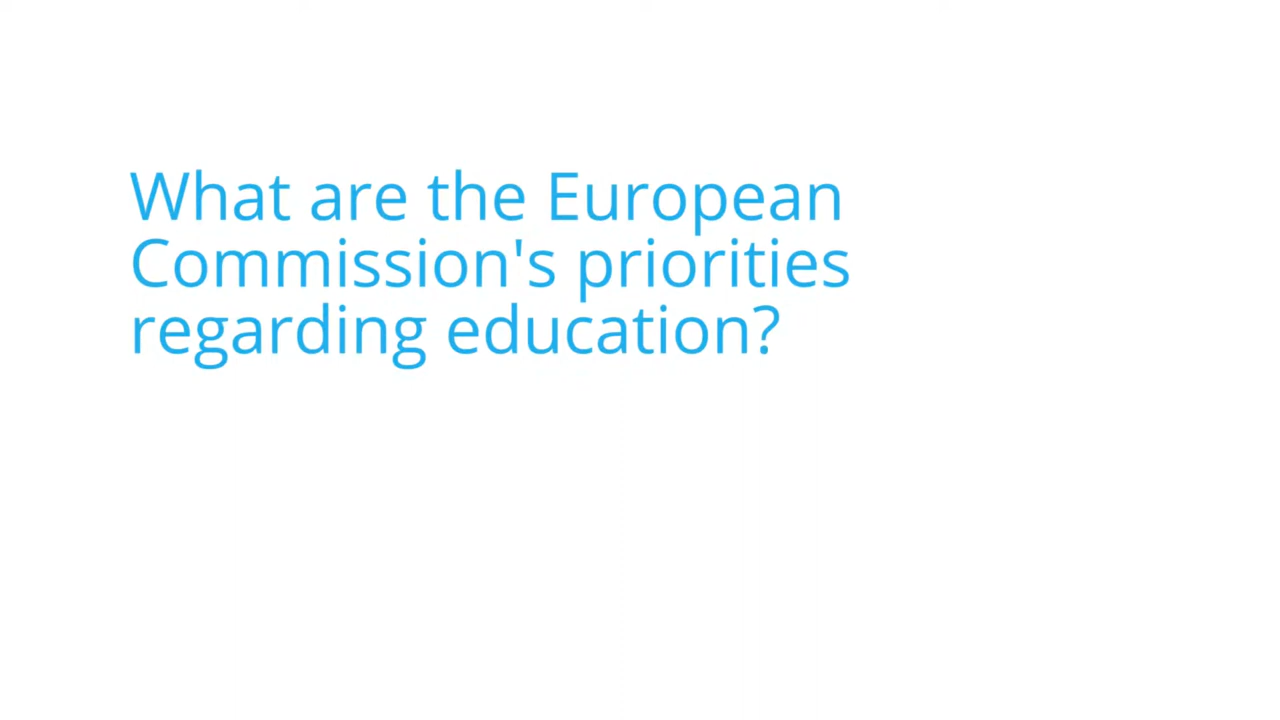 What are the European
Commission's priorities
regarding education?